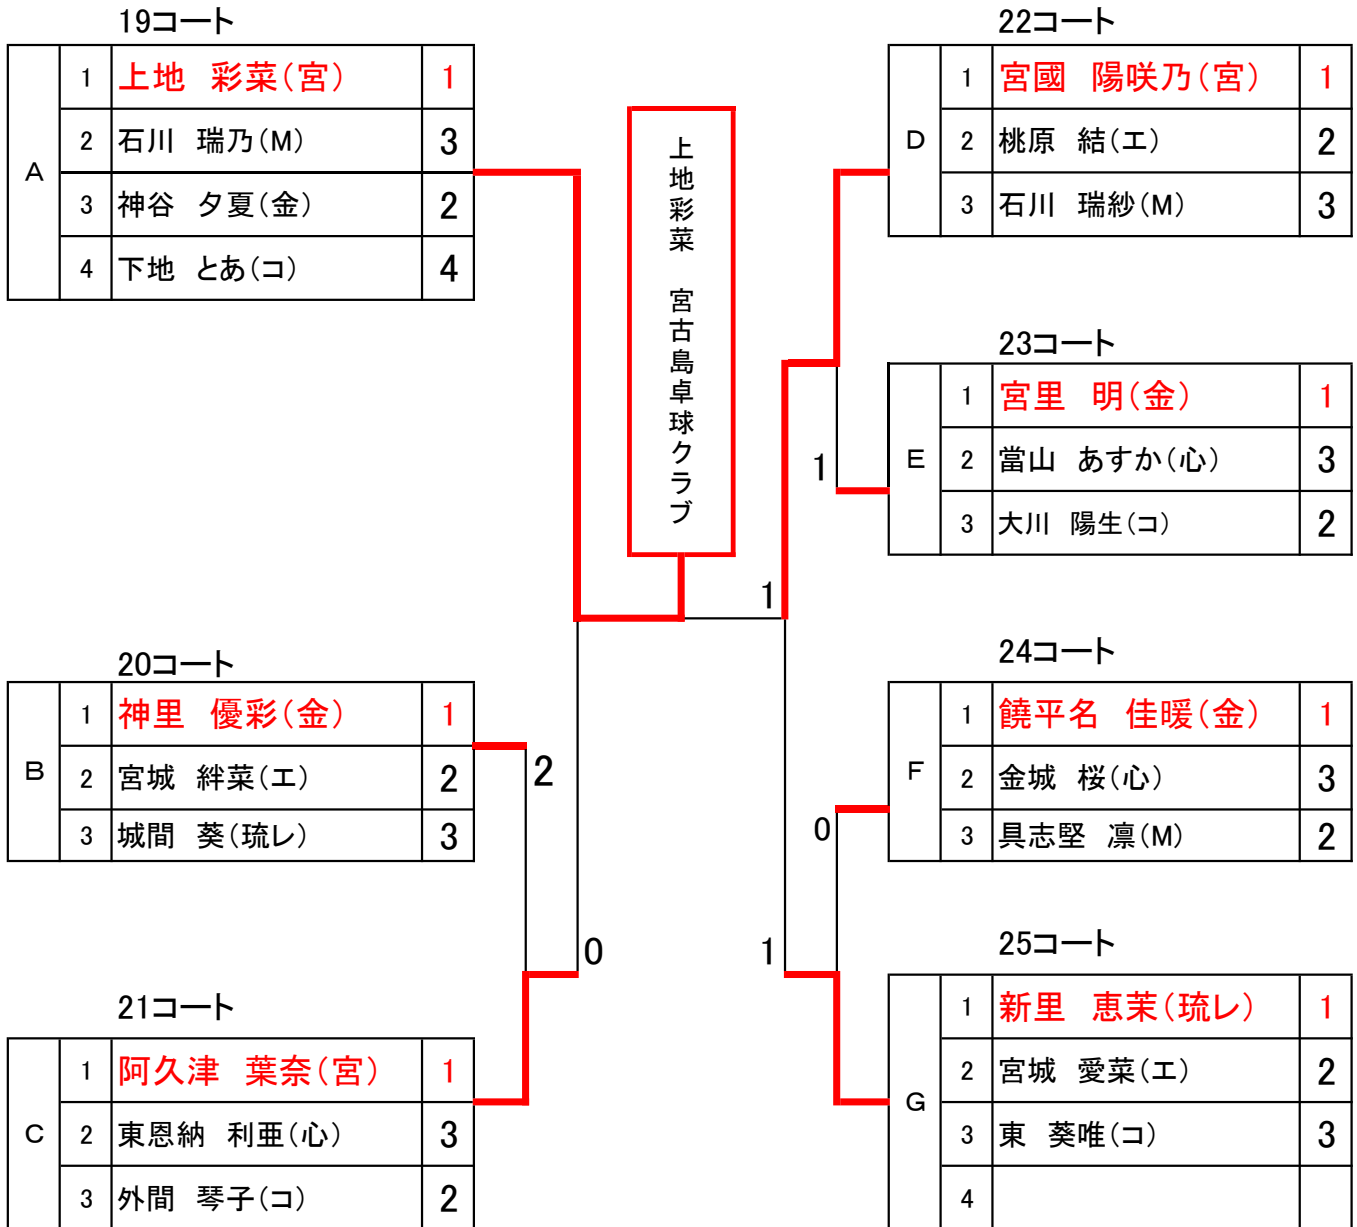 19コート
A
1 上地 彩菜(宮) 1
2 石川 瑞乃(M) 3
3 神谷 夕夏(金) 2
4 下地 とあ(コ) 4
20コート
B
1 神里 優彩(金) 1
2 宮城 絆菜(エ) 2
3 城間 葵(琉レ) 3
21コート
C
1 阿久津 葉奈(宮) 1
2 東恩納 利亜(心) 3
3 外間 琴子(コ) 2
2
0
上地彩菜 宮古島卓球クラブ
1
1
1
0
22コート
D
1 宮國 陽咲乃(宮) 1
2 桃原 結(エ) 2
3 石川 瑞紗(M) 3
23コート
E
1 宮里 明(金) 1
2 當山 あすか(心) 3
3 大川 陽生(コ) 2
24コート
F
1 饒平名 佳暖(金) 1
2 金城 桜(心) 3
3 具志堅 凛(M) 2
25コート
G
1 新里 恵茉(琉レ) 1
2 宮城 愛菜(エ) 2
3 東 葵唯(コ) 3
4